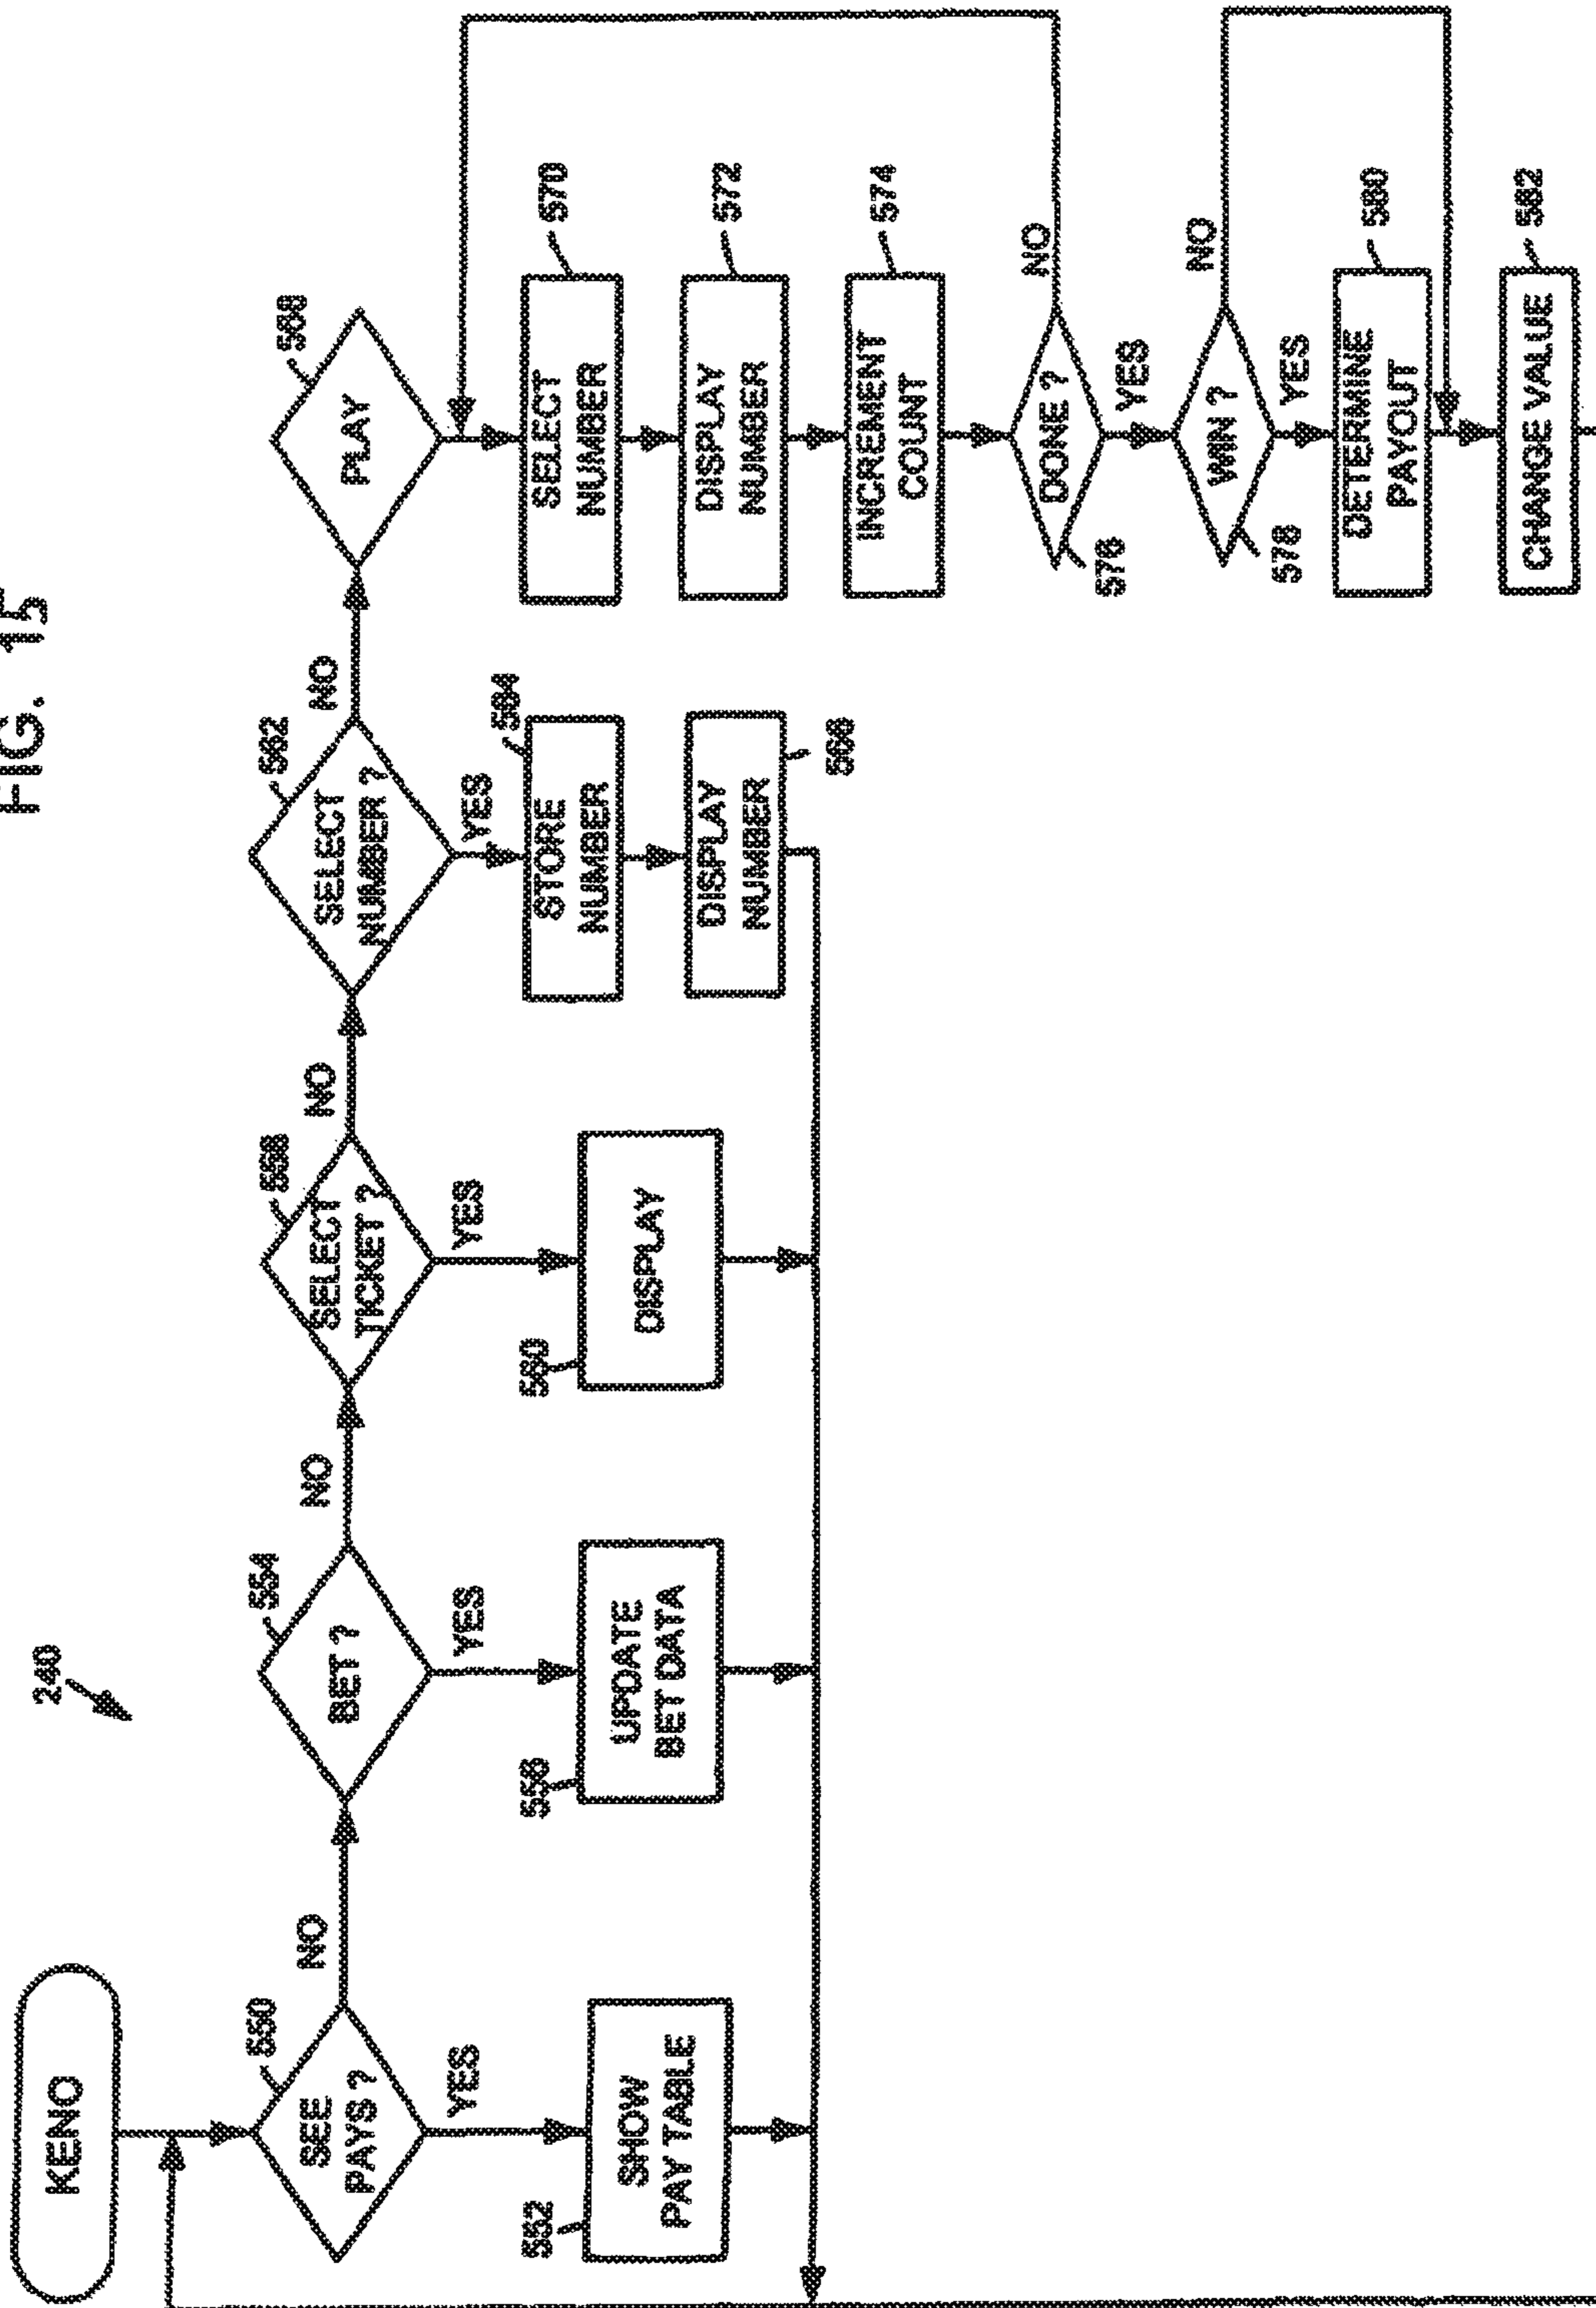 FIG. 15
240
KENO
SEE
PAYS ?
550
NO
YES
SHOW
PAY TABLE
552
BET ?
554
NO
YES
UPDATE
BET DATA
556
SELECT
TICKET ?
558
NO
YES
DISPLAY
560
SELECT
NUMBER ?
562
NO
YES
STORE
NUMBER
564
DISPLAY
NUMBER
566
PLAY
568
SELECT
NUMBER
570
DISPLAY
NUMBER
572
INCREMENT
COUNT
574
DONE ?
576
NO
YES
WIN ?
578
NO
YES
DETERMINE
PAYOUT
580
CHANGE VALUE
582